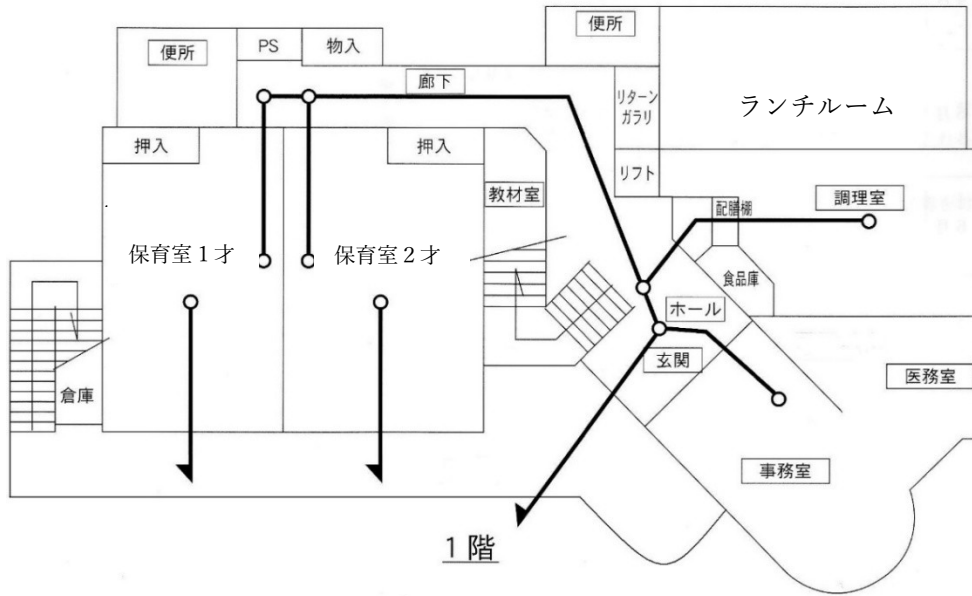 便所
PS
物入
便所
廊下
リターン
ガラリ
ランチルーム
押入
押入
リフト
教材室
調理室
配膳棚
保育室１才
保育室２才
食品庫
ホール
玄関
医務室
倉庫
事務室
１階